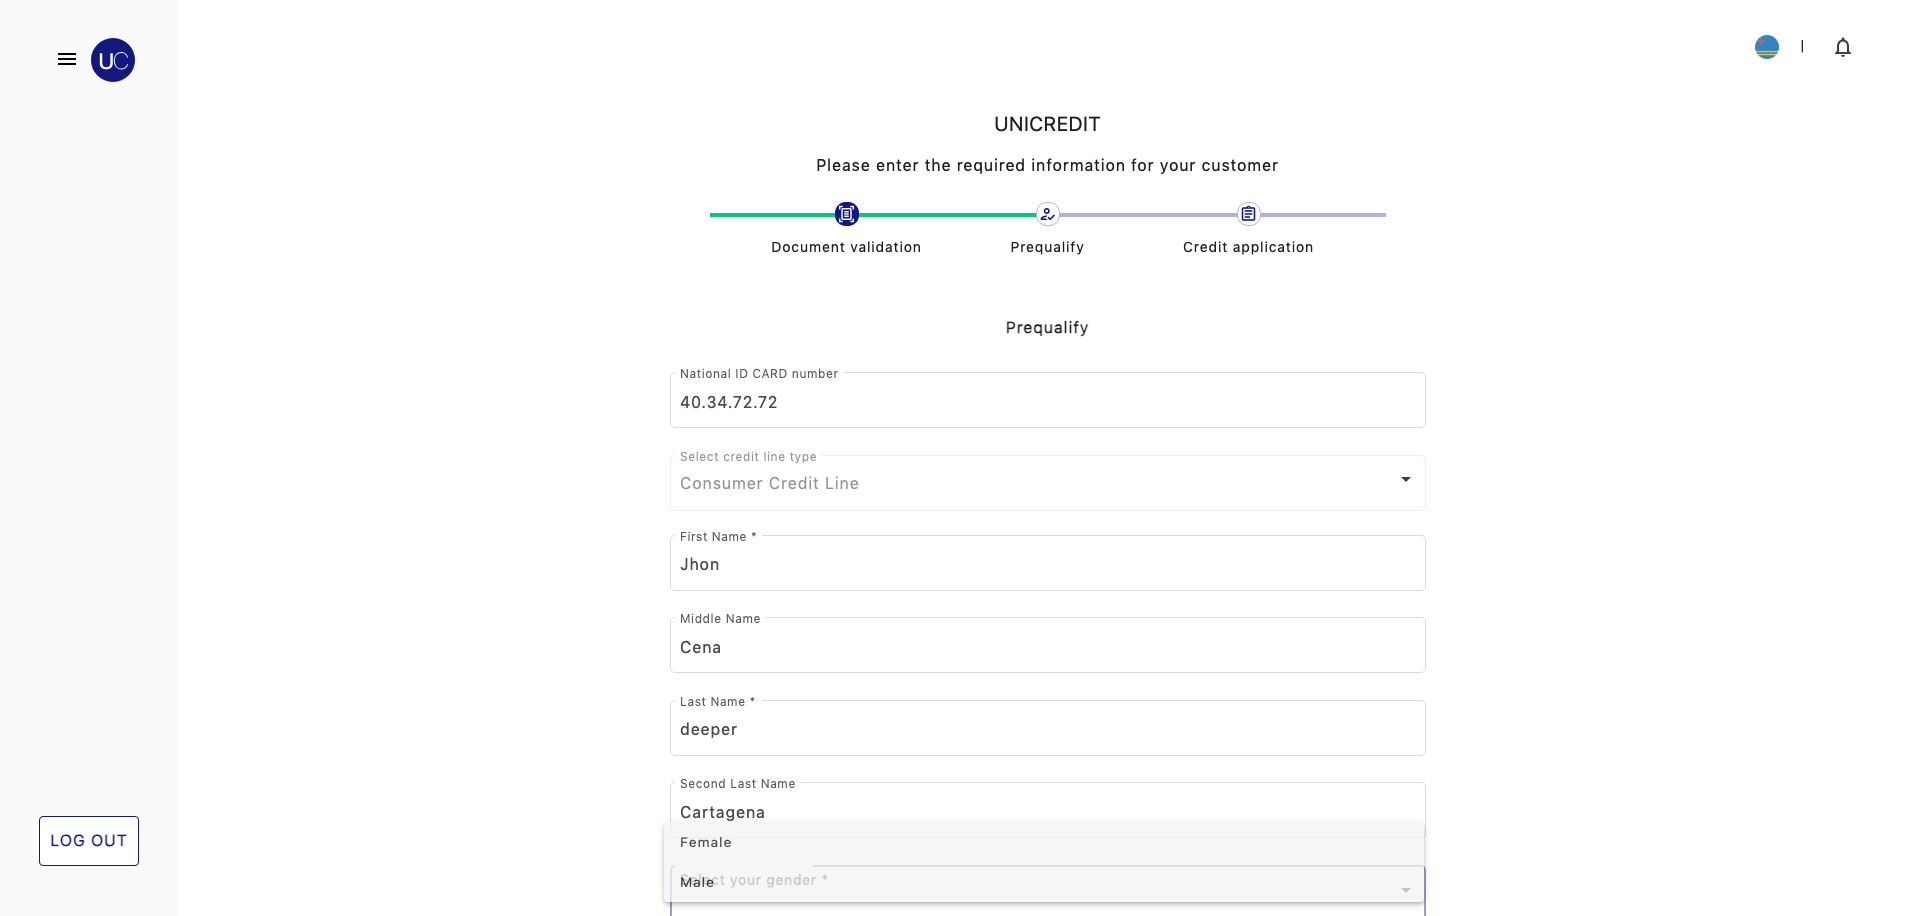 UC
UNICREDIT
Please enter the required information for your customer
Document validation
Prequalify
Credit application
Prequalify
National ID CARD number
40.34.72.72
Select credit line type
Consumer Credit Line
First Name *
Jhon
Middle Name
Cena
Last Name *
deeper
Second Last Name
Cartagena
Female
Select your gender *
Male
LOG OUT